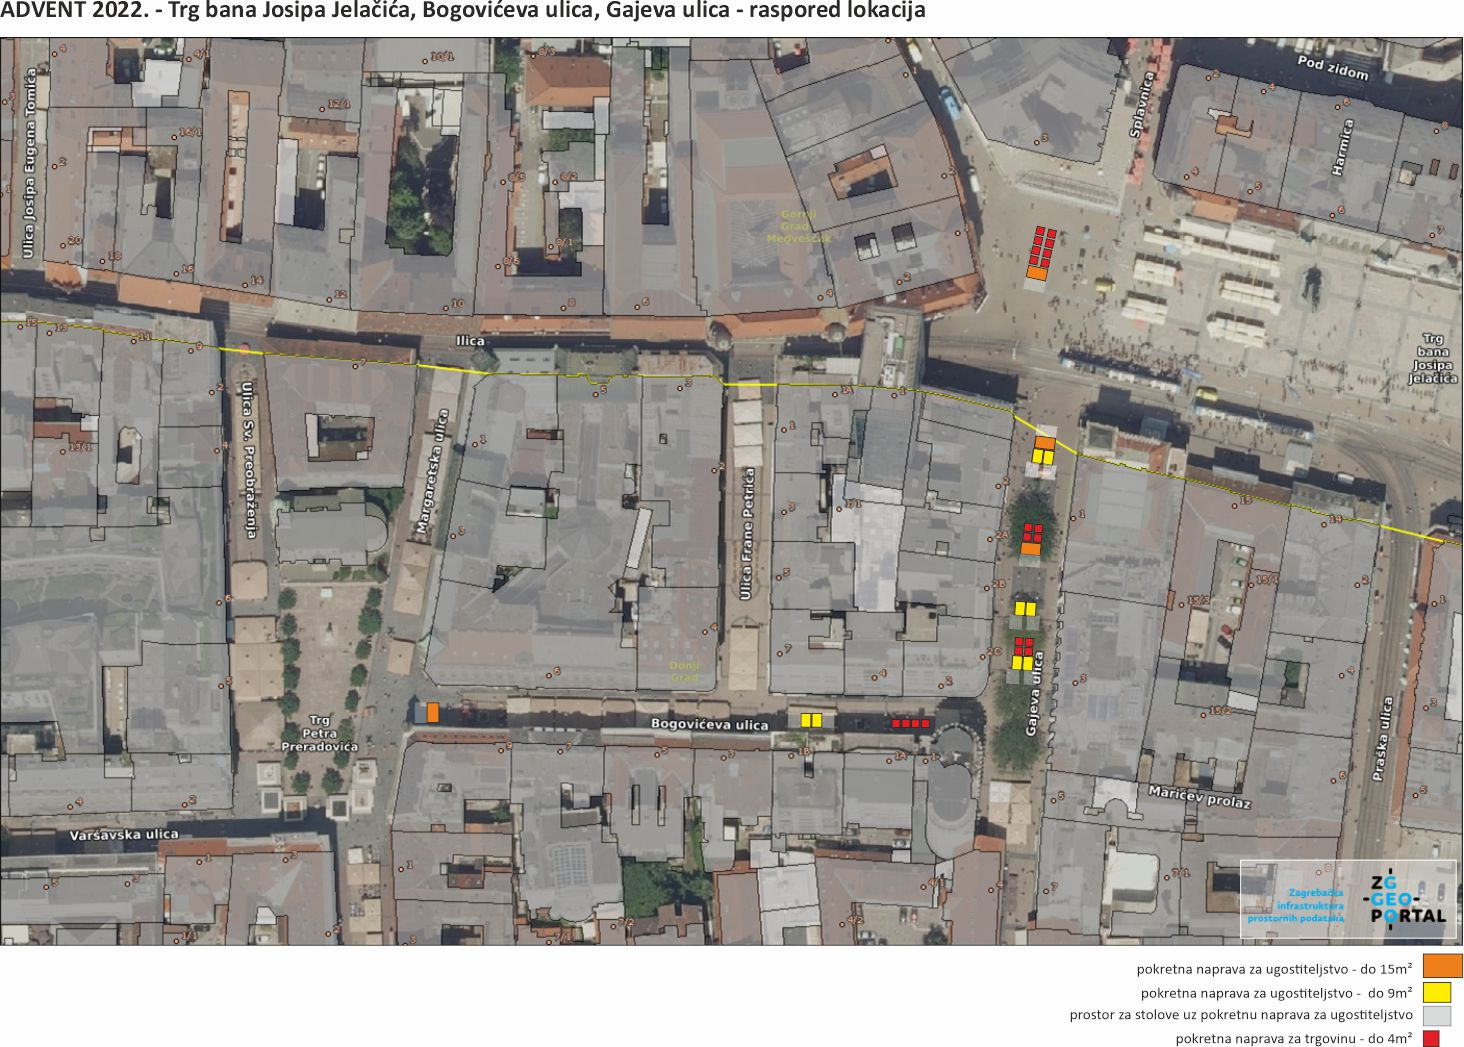 ADVENT 2022. - Trg bana Josipa Jelačića, Bogovićeva ulica, Gajeva ulica - raspored lokacija
Pod zidom
Splavnica
Harmica
Ulica Josipa Eugena Tomića
Gornji
Grad
Medveščak
Ilica
Trg
bana
Josipa
Jelačića
Ulica Sv. Preobraženja
Margaretska ulica
Ulica Frane Petrića
Donji
Grad
Gajeva ulica
Praška ulica
Trg
Petra
Preradovića
Bogovićeva ulica
Marićev prolaz
Varšavska ulica
Zagrebačka
infrastruktura
prostornih podataka
ZG
-GEO-
PORTAL
pokretna naprava za ugostiteljstvo - do 15m²
pokretna naprava za ugostiteljstvo - do 9m²
prostor za stolove uz pokretnu naprava za ugostiteljstvo
pokretna naprava za trgovinu - do 4m²